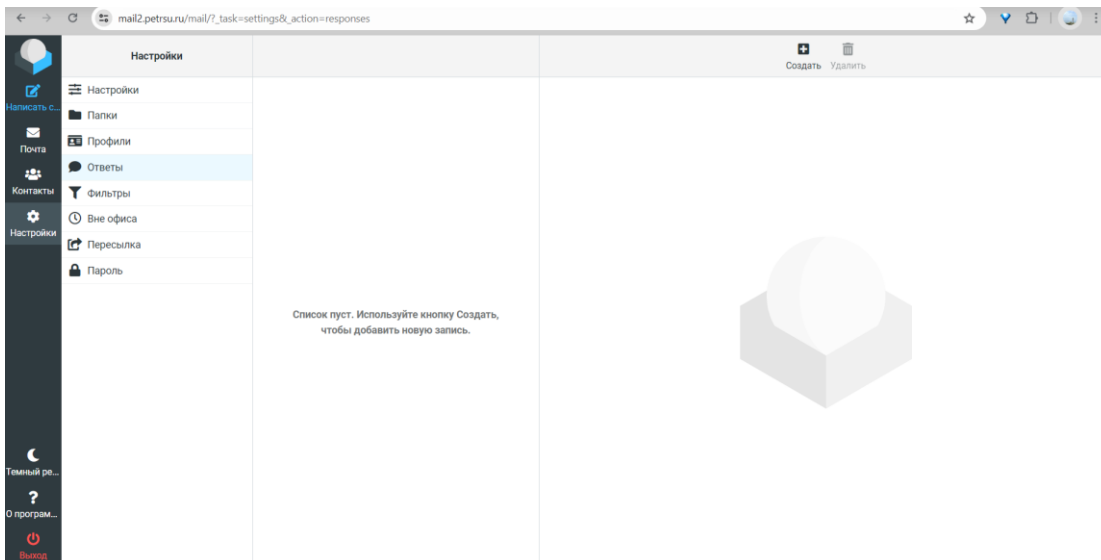 mail2.petrsu.ru/mail/?_task=settings&_action=responses
Настройки
Создать Удалить
Написать с...
Почта
Контакты
Настройки
Настройки
Папки
Профили
Ответы
Фильтры
Вне офиса
Пересылка
Пароль
Список пуст. Используйте кнопку Создать,
чтобы добавить новую запись.
Темный ре...
?
О програм...
Выход